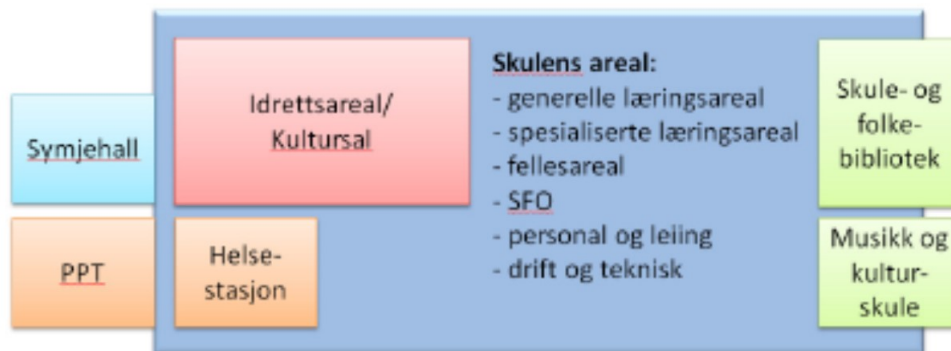 Symjehall
PPT
Idrettsareal/
Kultursal
Helse-
stasjon
Skulens areal:
- generelle læringsareal
- spesialiserte læringsareal
- fellesareal
- SFO
- personal og leiing
- drift og teknisk
Skule- og
folke-
bibliotek
Musikk og
kultur-
skule